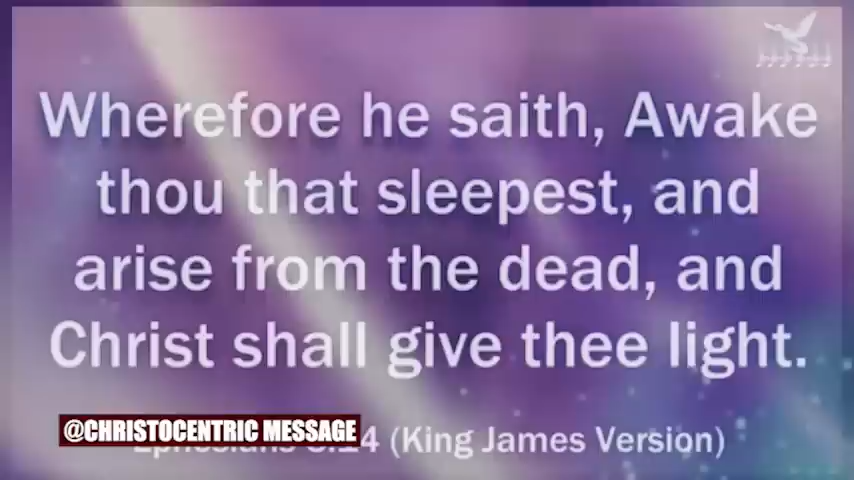 Wherefore he saith, Awake
thou that sleepest, and
arise from the dead, and
Christ shall give thee light.
@CHRISTOCENTRIC MESSAGE
(King James Version)